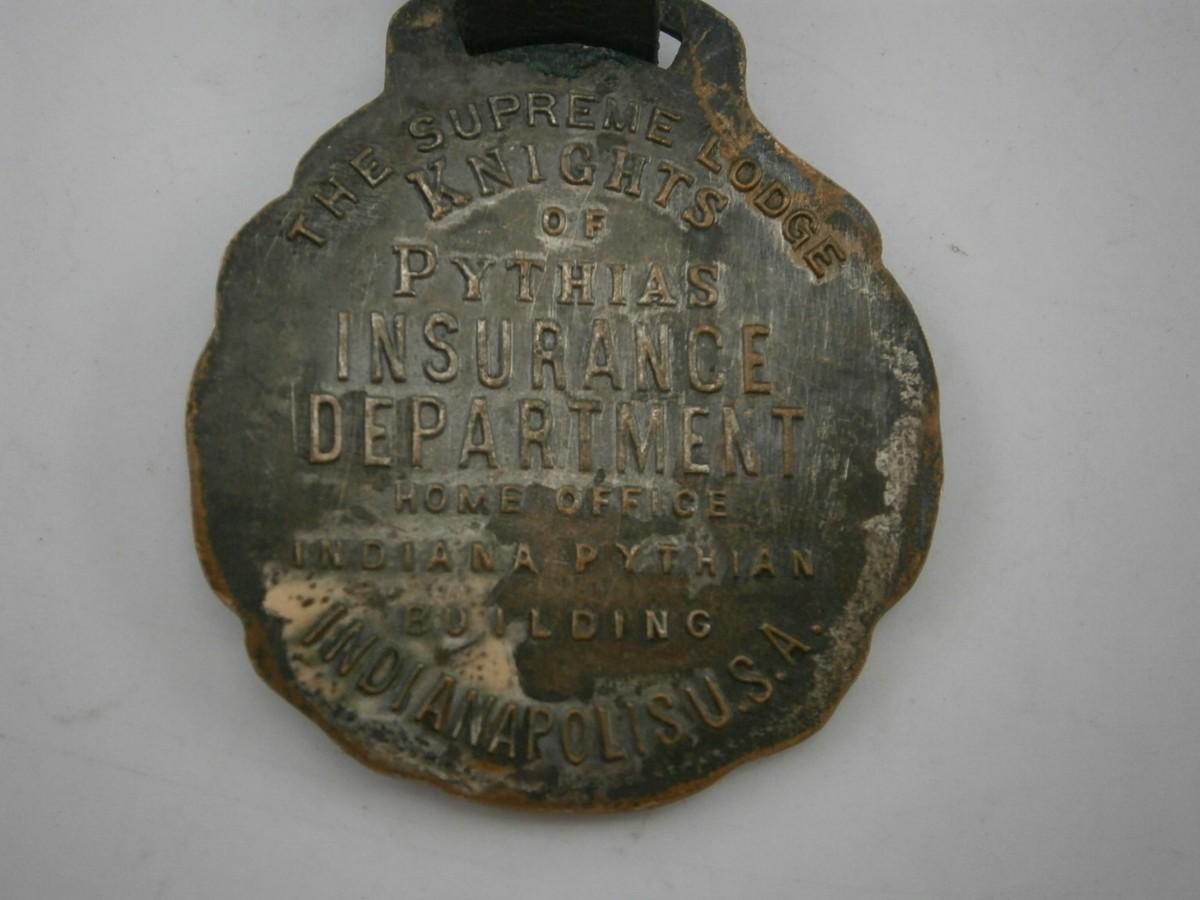 THE SUPREME LODGE
KNIGHTS
OF
PYTHIAS
INSURANCE
DEPARTMENT
HOME OFFICE
INDIANA PYTHIAN
BUILDING
INDIANAPOLIS, U.S.A.